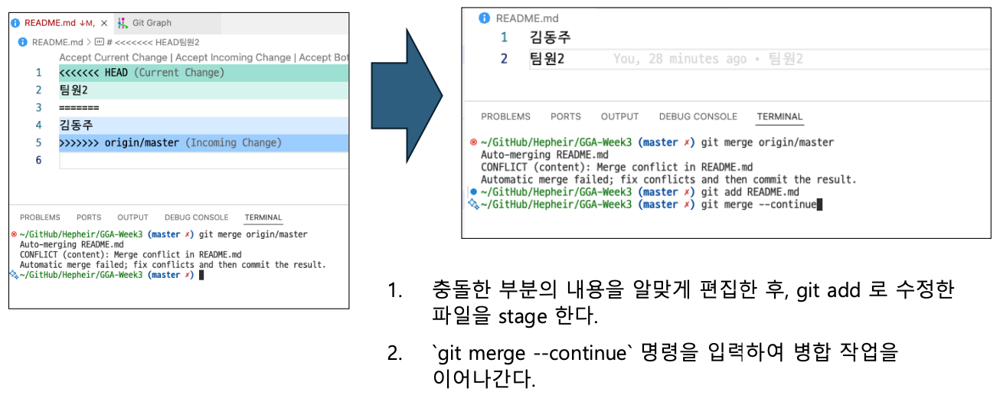 README.md ↓M, ×
Git Graph
README.md > # <<<<<<< HEAD팀원2
Accept Current Change | Accept Incoming Change | Accept Bot
1 <<<<<<< HEAD (Current Change)
2 팀원2
3 =======
4 김동주
5 >>>>>>> origin/master (Incoming Change)
6
PROBLEMS PORTS OUTPUT DEBUG CONSOLE TERMINAL
~/GitHub/Hepheir/GGA-Week3 (master ✗) git merge origin/master
Auto-merging README.md
CONFLICT (content): Merge conflict in README.md
Automatic merge failed; fix conflicts and then commit the result.
~/GitHub/Hepheir/GGA-Week3 (master ✗)
README.md
1 김동주
2 팀원2 You, 28 minutes ago • 팀원2
PROBLEMS PORTS OUTPUT DEBUG CONSOLE TERMINAL
~/GitHub/Hepheir/GGA-Week3 (master ✗) git merge origin/master
Auto-merging README.md
CONFLICT (content): Merge conflict in README.md
Automatic merge failed; fix conflicts and then commit the result.
~/GitHub/Hepheir/GGA-Week3 (master ✗) git add README.md
~/GitHub/Hepheir/GGA-Week3 (master ✗) git merge --continue
1. 충돌한 부분의 내용을 알맞게 편집한 후, git add 로 수정한
파일을 stage 한다.
2. `git merge --continue` 명령을 입력하여 병합 작업을
이어나간다.